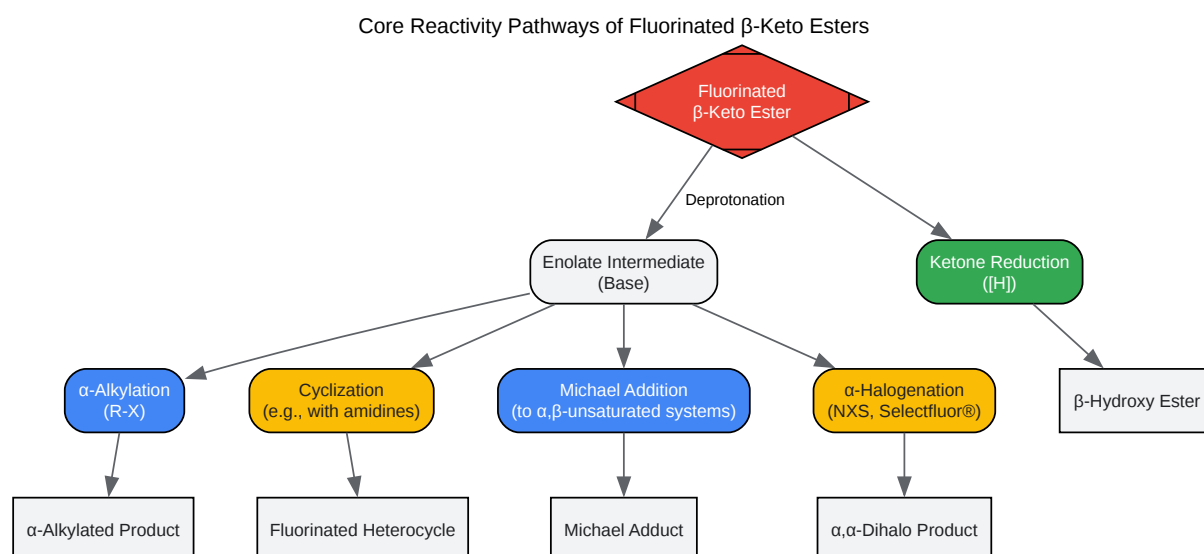 Core Reactivity Pathways of Fluorinated β-Keto Esters
Fluorinated
β-Keto Ester
Deprotonation
Enolate Intermediate
(Base)
Ketone Reduction
([H])
α-Alkylation
(R-X)
Cyclization
(e.g., with amidines)
Michael Addition
(to α,β-unsaturated systems)
α-Halogenation
(NXS, Selectfluor®)
β-Hydroxy Ester
α-Alkylated Product
Fluorinated Heterocycle
Michael Adduct
α,α-Dihalo Product